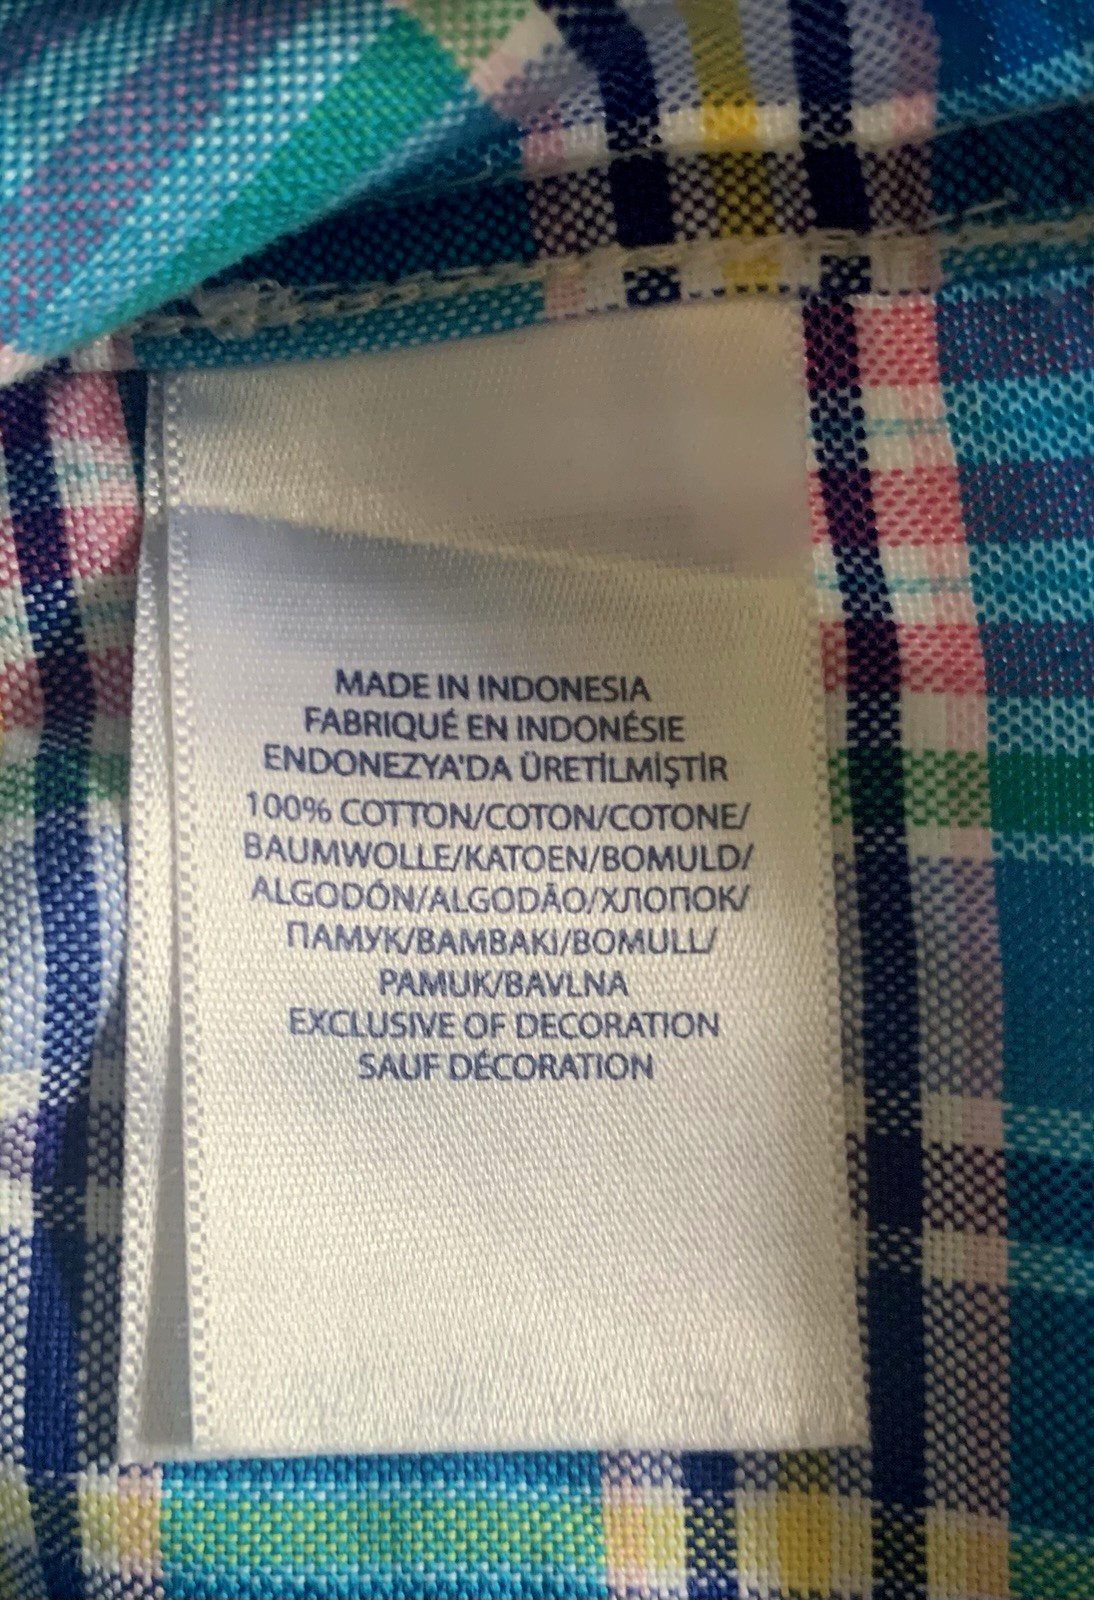 MADE IN INDONESIA
FABRIQUÉ EN INDONÉSIE
ENDONEZYA'DA ÜRETİLMİŞTİR
100% COTTON/COTON/COTONE/
BAUMWOLLE/KATOEN/BOMULD/
ALGODÓN/ALGODÃO/ХЛОПОК/
ПАМУК/BAMBAKI/BOMULL/
PAMUK/BAVLNA
EXCLUSIVE OF DECORATION
SAUF DÉCORATION